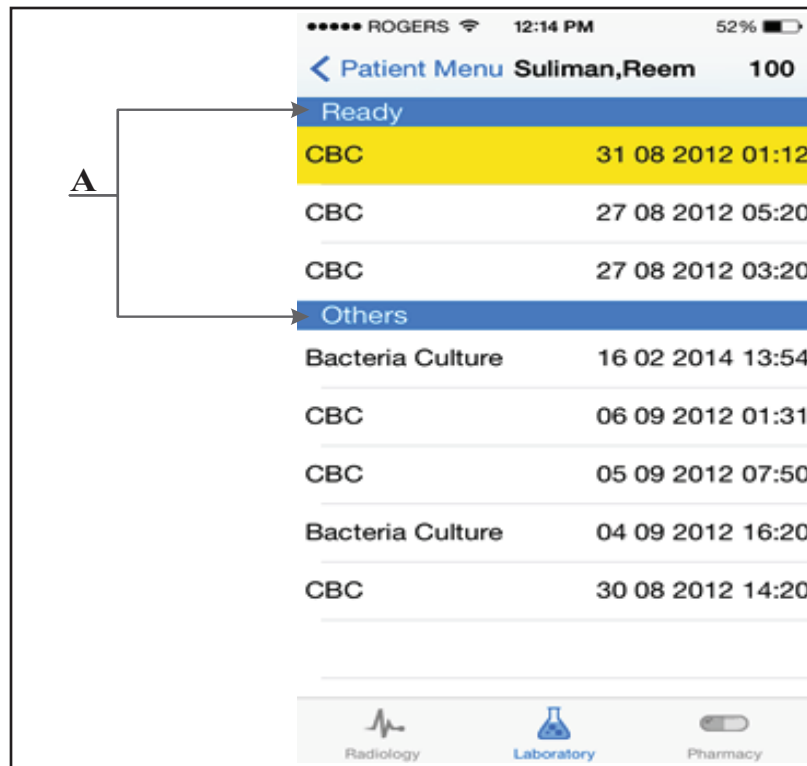 ROGERS 12:14 PM 52%
Patient Menu Suliman,Reem 100
Ready
CBC 31 08 2012 01:12
A
CBC 27 08 2012 05:20
CBC 27 08 2012 03:20
Others
Bacteria Culture 16 02 2014 13:54
CBC 06 09 2012 01:31
CBC 05 09 2012 07:50
Bacteria Culture 04 09 2012 16:20
CBC 30 08 2012 14:20
Radiology Laboratory Pharmacy